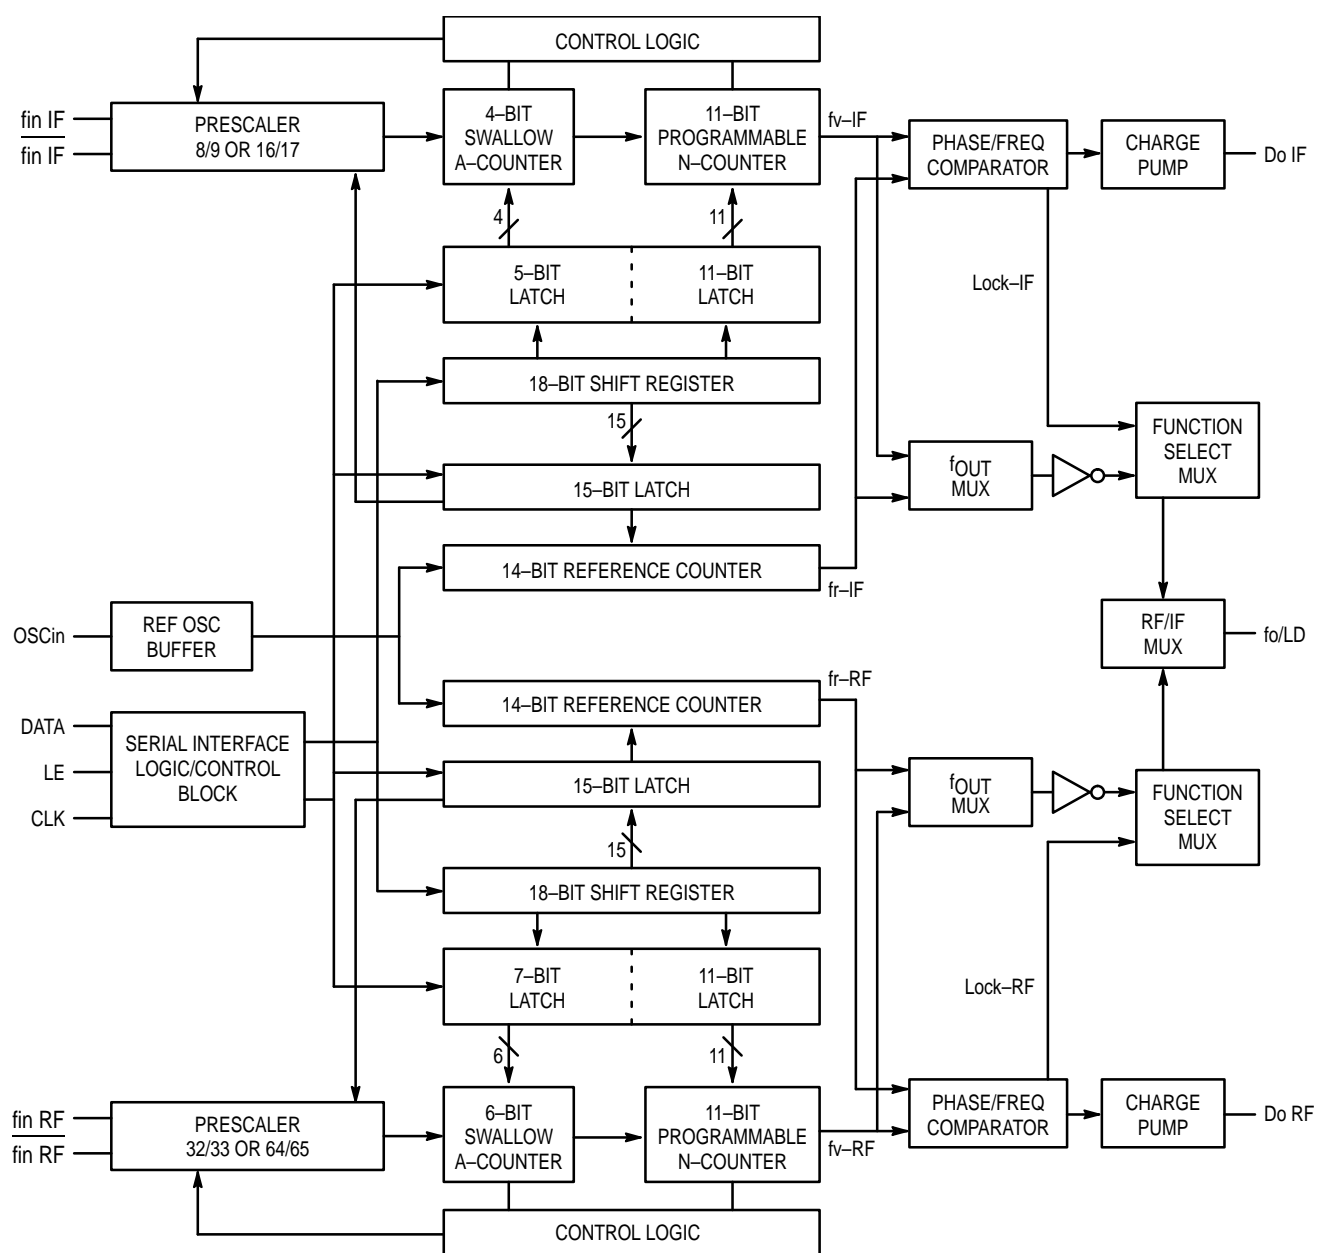 CONTROL LOGIC
fin IF
fin IF
PRESCALER
8/9 OR 16/17
4–BIT
SWALLOW
A–COUNTER
11–BIT
PROGRAMMABLE
N–COUNTER
fv–IF
PHASE/FREQ
COMPARATOR
CHARGE
PUMP
Do IF
4
11
5–BIT
LATCH
11–BIT
LATCH
Lock–IF
18–BIT SHIFT REGISTER
15
FUNCTION
SELECT
MUX
fOUT
MUX
15–BIT LATCH
14–BIT REFERENCE COUNTER
fr–IF
OSCin
REF OSC
BUFFER
RF/IF
MUX
fo/LD
fr–RF
14–BIT REFERENCE COUNTER
DATA
LE
CLK
SERIAL INTERFACE
LOGIC/CONTROL
BLOCK
15–BIT LATCH
fOUT
MUX
FUNCTION
SELECT
MUX
15
18–BIT SHIFT REGISTER
7–BIT
LATCH
11–BIT
LATCH
Lock–RF
6
11
fin RF
fin RF
PRESCALER
32/33 OR 64/65
6–BIT
SWALLOW
A–COUNTER
11–BIT
PROGRAMMABLE
N–COUNTER
fv–RF
PHASE/FREQ
COMPARATOR
CHARGE
PUMP
Do RF
CONTROL LOGIC